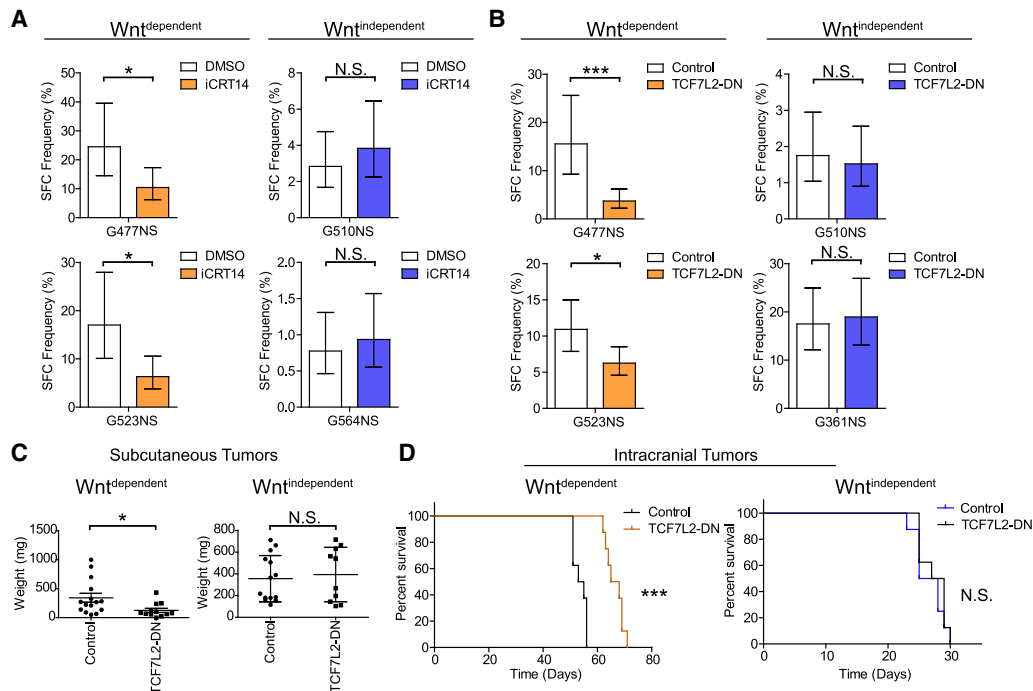 A
Wnt^dependent
Wnt^independent
SFC Frequency (%)
50
40
30
20
10
0
*
DMSO
iCRT14
G477NS
SFC Frequency (%)
8
6
4
2
0
N.S.
DMSO
iCRT14
G510NS
SFC Frequency (%)
30
20
10
0
*
DMSO
iCRT14
G523NS
SFC Frequency (%)
2.0
1.5
1.0
0.5
0.0
N.S.
DMSO
iCRT14
G564NS
B
Wnt^dependent
Wnt^independent
SFC Frequency (%)
30
20
10
0
***
Control
TCF7L2-DN
G477NS
SFC Frequency (%)
4
3
2
1
0
N.S.
Control
TCF7L2-DN
G510NS
SFC Frequency (%)
20
15
10
5
0
*
Control
TCF7L2-DN
G523NS
SFC Frequency (%)
30
20
10
0
N.S.
Control
TCF7L2-DN
G361NS
C
Subcutaneous Tumors
Wnt^dependent
Wnt^independent
Weight (mg)
1500
1000
500
0
*
Control
TCF7L2-DN
Weight (mg)
800
600
400
200
0
N.S.
Control
TCF7L2-DN
D
Intracranial Tumors
Wnt^dependent
Wnt^independent
Percent survival
100
80
60
40
20
0
0 20 40 60 80
Time (Days)
Control
TCF7L2-DN
***
Percent survival
100
80
60
40
20
0
0 10 20 30
Time (Days)
Control
TCF7L2-DN
N.S.